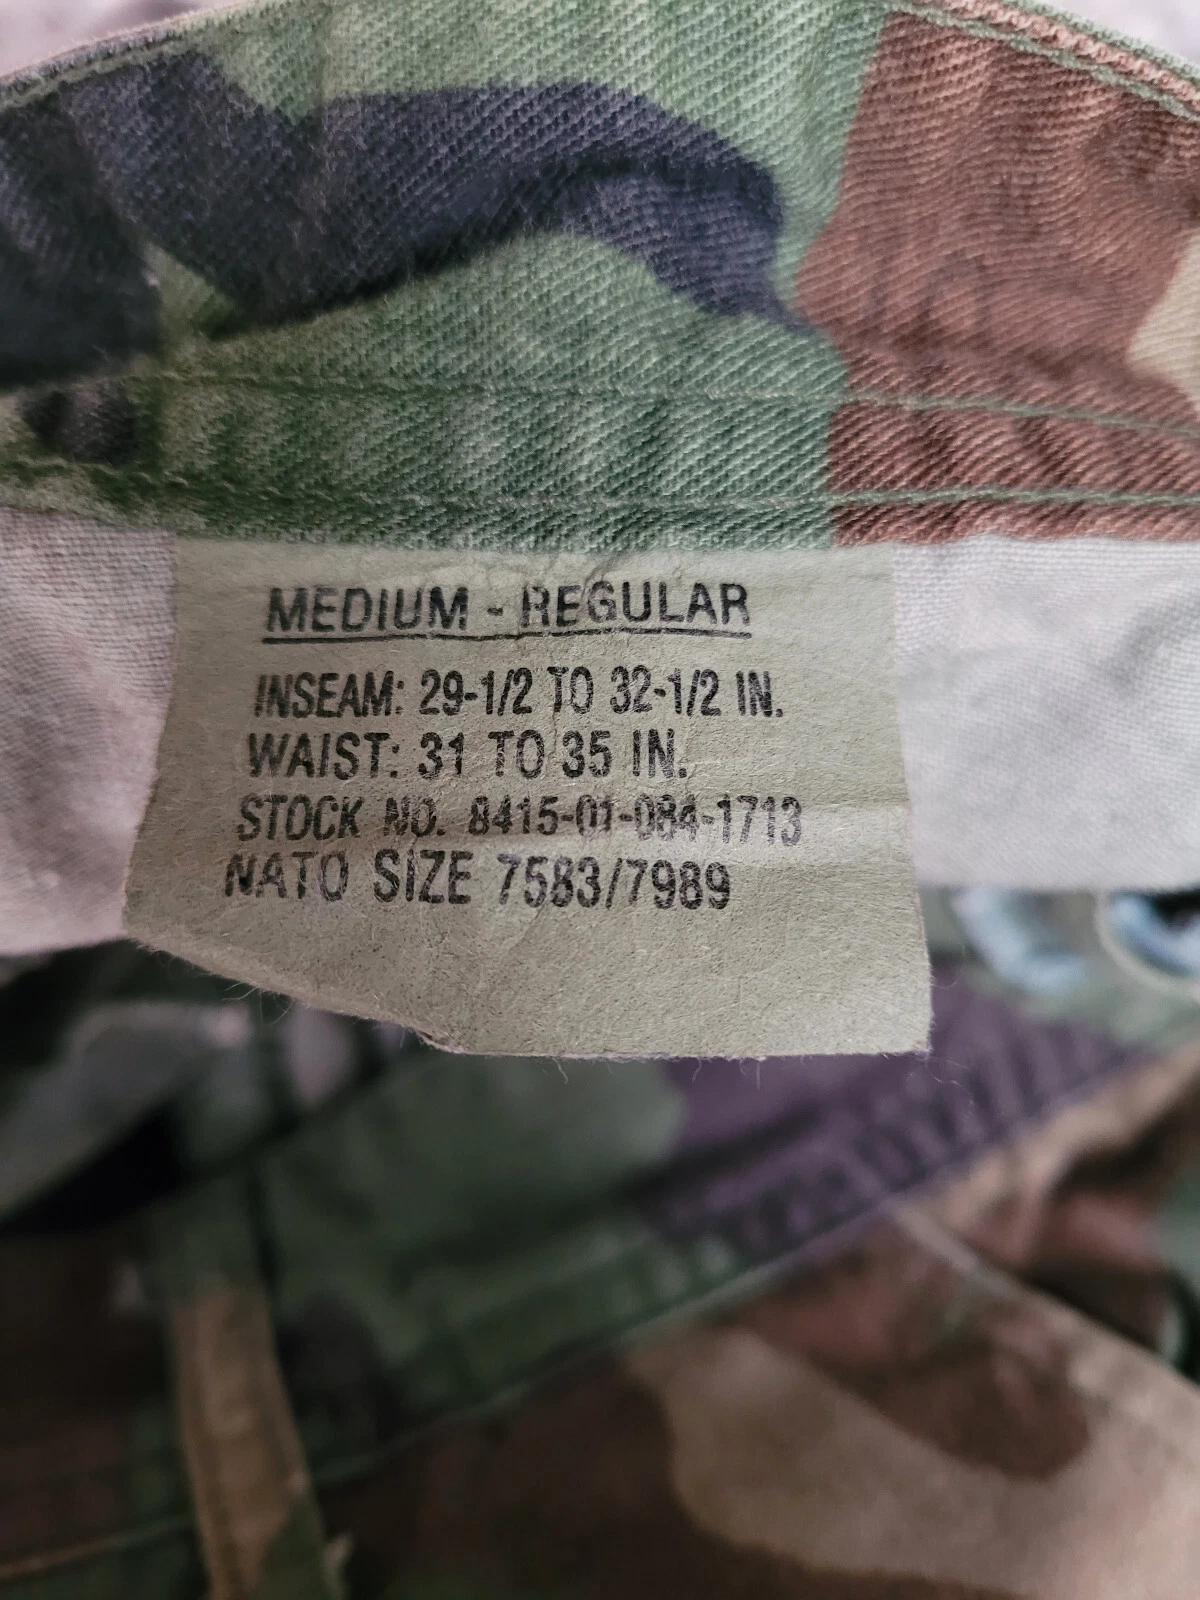 MEDIUM - REGULAR
INSEAM: 29-1/2 TO 32-1/2 IN.
WAIST: 31 TO 35 IN.
STOCK NO. 8415-01-084-1713
NATO SIZE 7583/7989